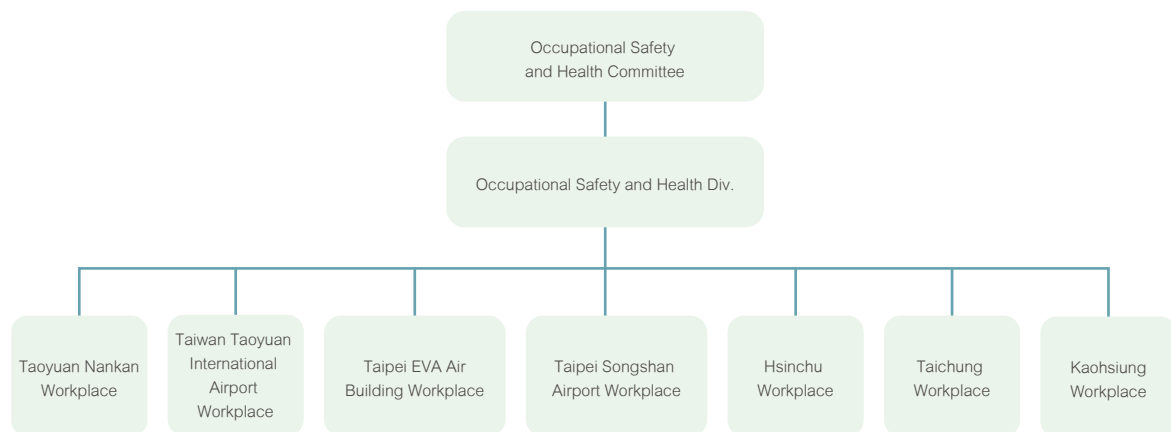 Occupational Safety
and Health Committee
Occupational Safety and Health Div.
Taoyuan Nankan
Workplace
Taiwan Taoyuan
International
Airport
Workplace
Taipei EVA Air
Building Workplace
Taipei Songshan
Airport Workplace
Hsinchu
Workplace
Taichung
Workplace
Kaohsiung
Workplace